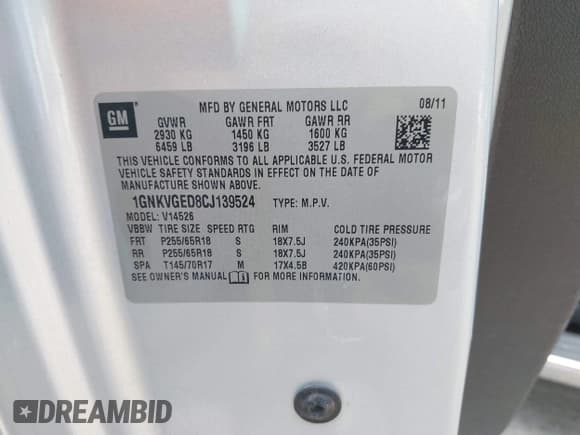 GM
MFD BY GENERAL MOTORS LLC 08/11
GVWR GAWR FRT GAWR RR
2930 KG 1450 KG 1600 KG
6459 LB 3196 LB 3527 LB
THIS VEHICLE CONFORMS TO ALL APPLICABLE U.S. FEDERAL MOTOR
VEHICLE SAFETY STANDARDS IN EFFECT ON THE DATE OF
MANUFACTURE SHOWN ABOVE.
1GNKVGED8CJ139524 TYPE: M.P.V.
MODEL: V14526
VBBW TIRE SIZE SPEED RTG RIM COLD TIRE PRESSURE
FRT P255/65R18 S 18X7.5J 240KPA(35PSI)
RR P255/65R18 S 18X7.5J 240KPA(35PSI)
SPA T145/70R17 M 17X4.5B 420KPA(60PSI)
SEE OWNER'S MANUAL FOR MORE INFORMATION.
DREAMBID